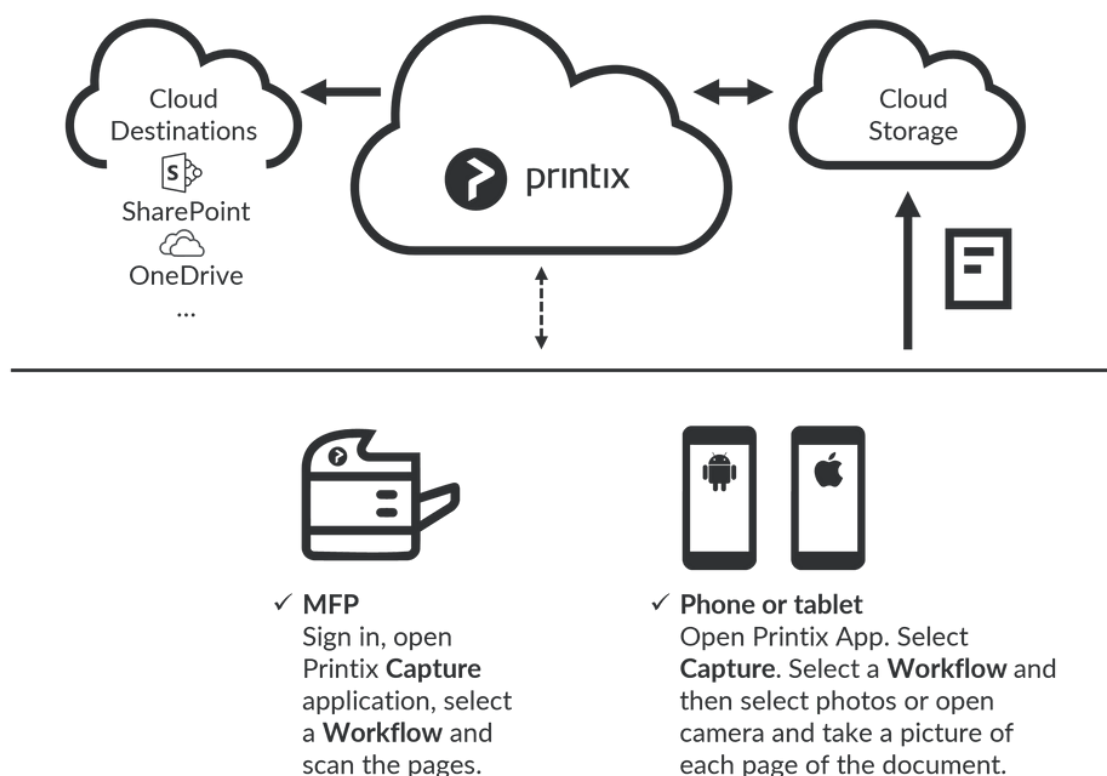 Cloud
Destinations
SharePoint
OneDrive
...
printix
Cloud
Storage
✓ MFP
Sign in, open
Printix Capture
application, select
a Workflow and
scan the pages.
✓ Phone or tablet
Open Printix App. Select
Capture. Select a Workflow and
then select photos or open
camera and take a picture of
each page of the document.